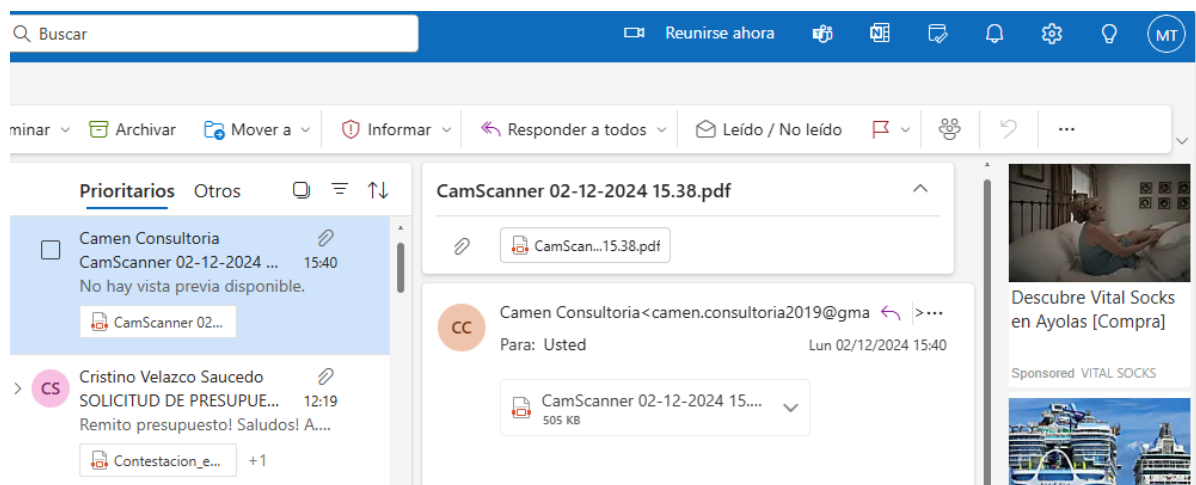 Buscar
Reunirse ahora
MT
minar
Archivar
Mover a
Informar
Responder a todos
Leído / No leído
Prioritarios
Otros
Camen Consultoria
CamScanner 02-12-2024 ...
15:40
No hay vista previa disponible.
CamScanner 02...
CS
Cristino Velazco Saucedo
SOLICITUD DE PRESUPUE...
12:19
Remito presupuesto! Saludos! A....
Contestacion_e...
+1
CamScanner 02-12-2024 15.38.pdf
CamScan...15.38.pdf
CC
Camen Consultoria<camen.consultoria2019@gma
>
Para: Usted
Lun 02/12/2024 15:40
CamScanner 02-12-2024 15....
505 KB
Descubre Vital Socks
en Ayolas [Compra]
Sponsored VITAL SOCKS